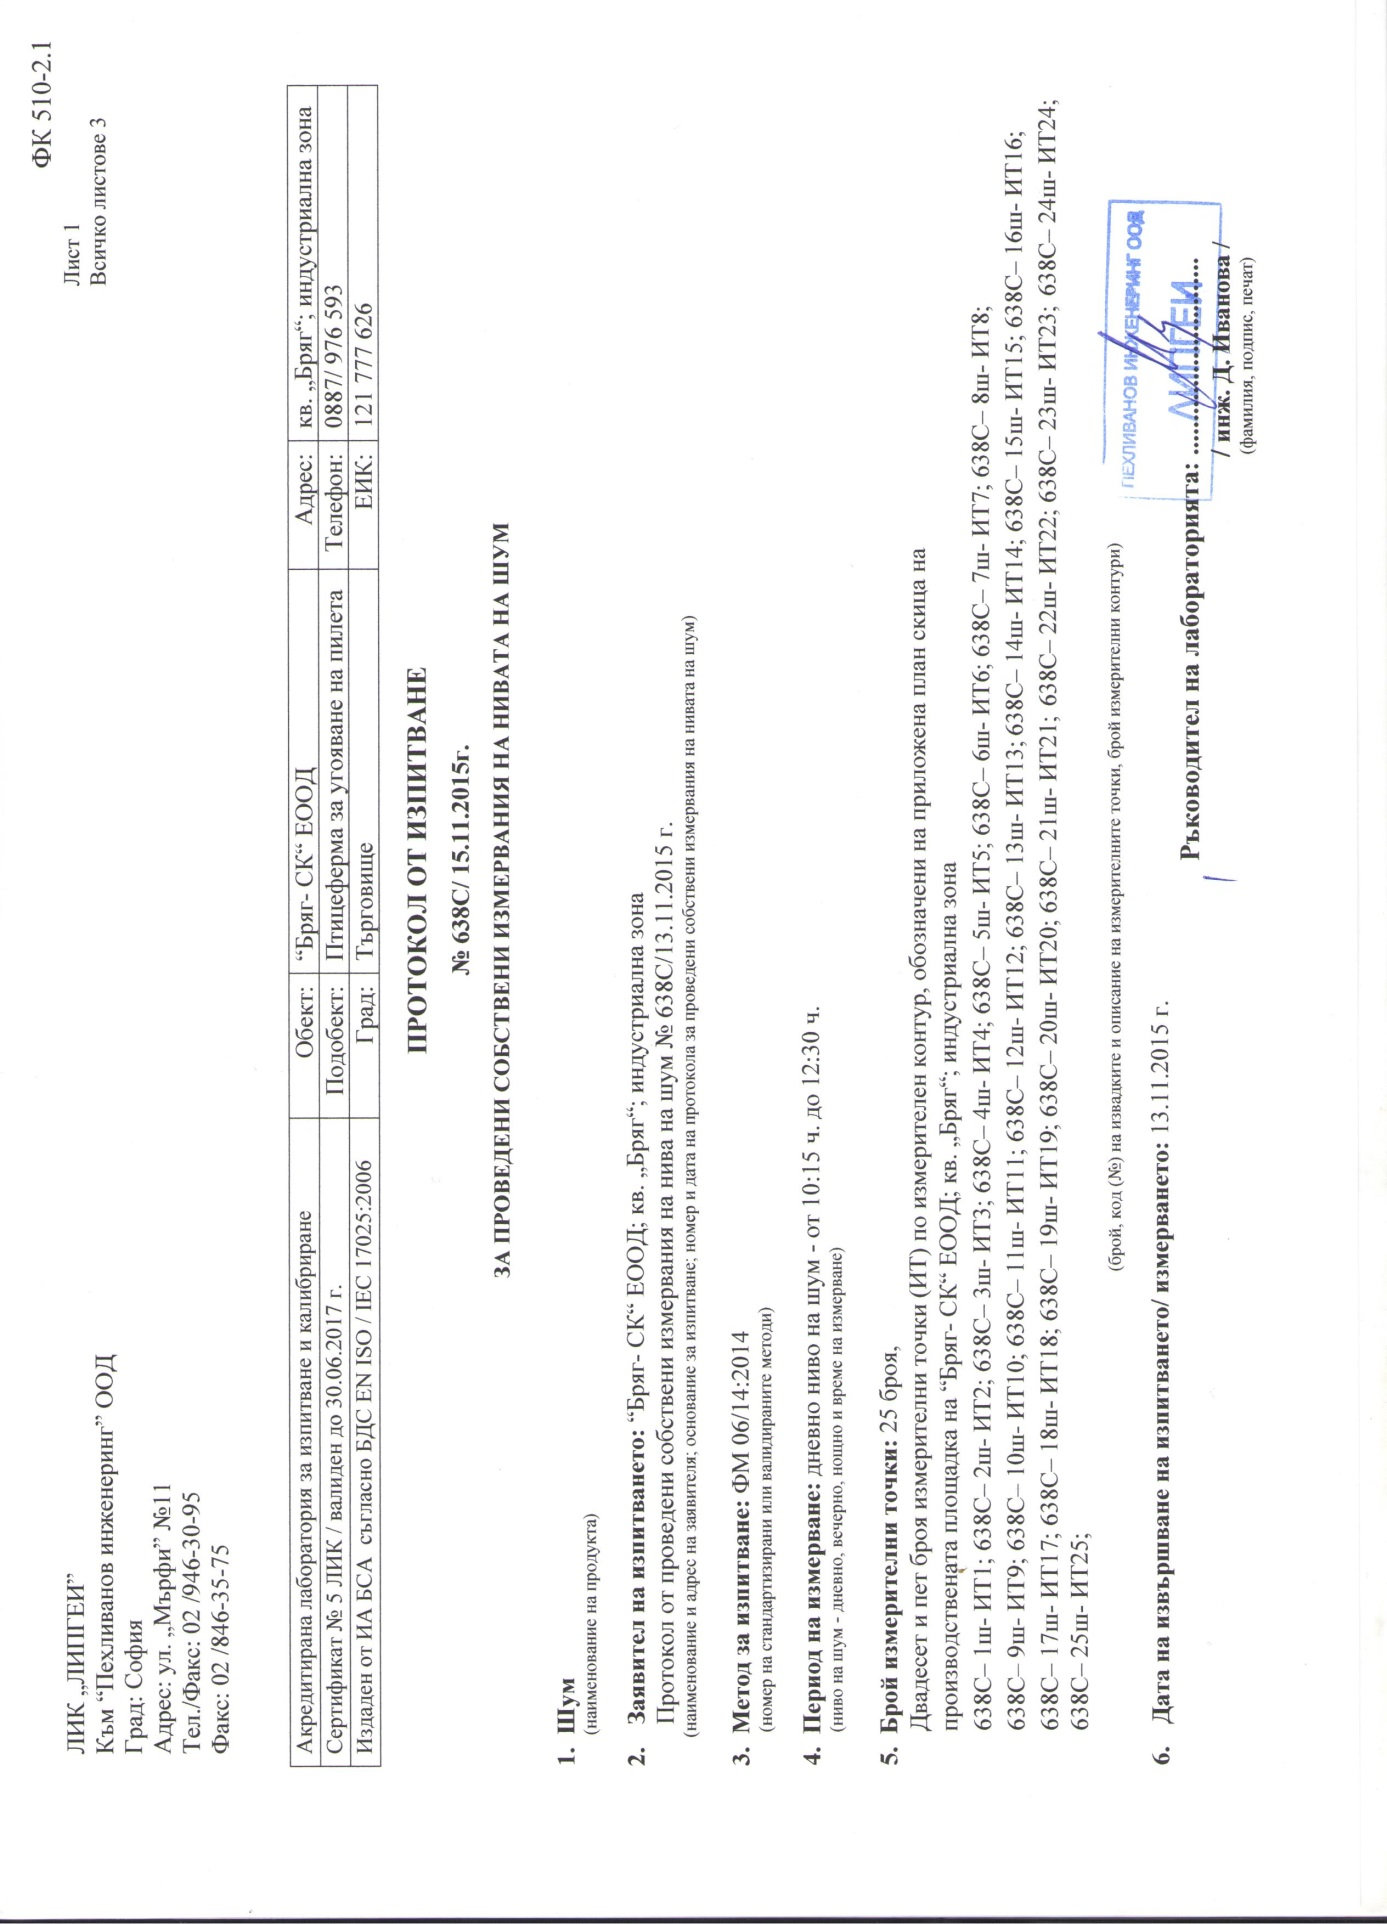 ФК 510-2.1
Лист 1
Всичко листове 3
ЛИК „ЛИПГЕИ”
Към “Пехливанов инженеринг” ООД
Град: София
Адрес: ул. „Мърфи” №11
Тел./Факс: 02 /946-30-95
Факс: 02 /846-35-75
Акредитирана лаборатория за изпитване и калибриране Обект: “Бряг- СК“ ЕООД Адрес: кв. „Бряг“; индустриална зона
Сертификат № 5 ЛИК / валиден до 30.06.2017 г. Подобект: Птицеферма за угояване на пилета Телефон: 0887/ 976 593
Издаден от ИА БСА съгласно БДС EN ISO / IEC 17025:2006 Град: Търговище ЕИК: 121 777 626
ПРОТОКОЛ ОТ ИЗПИТВАНЕ
№ 638С/ 15.11.2015г.
ЗА ПРОВЕДЕНИ СОБСТВЕНИ ИЗМЕРВАНИЯ НА НИВАТА НА ШУМ
1. Шум
(наименование на продукта)
2. Заявител на изпитването: “Бряг- СК“ ЕООД; кв. „Бряг“; индустриална зона
Протокол от проведени собствени измервания на нива на шум № 638С/13.11.2015 г.
(наименование и адрес на заявителя; основание за изпитване; номер и дата на протокола за проведени собствени измервания на нивата на шум)
3. Метод за изпитване: ФМ 06/14:2014
(номер на стандартизирани или валидираните методи)
4. Период на измерване: дневно ниво на шум - от 10:15 ч. до 12:30 ч.
(ниво на шум - дневно, вечерно, нощно и време на измерване)
5. Брой измерителни точки: 25 броя,
Двадесет и пет броя измерителни точки (ИТ) по измерителен контур, обозначени на приложена план скица на
производствената площадка на “Бряг- СК“ ЕООД; кв. „Бряг“; индустриална зона
638С– 1ш- ИТ1; 638С– 2ш- ИТ2; 638С– 3ш- ИТ3; 638С– 4ш- ИТ4; 638С– 5ш- ИТ5; 638С– 6ш- ИТ6; 638С– 7ш- ИТ7; 638С– 8ш- ИТ8;
638С– 9ш- ИТ9; 638С– 10ш- ИТ10; 638С– 11ш- ИТ11; 638С– 12ш- ИТ12; 638С– 13ш- ИТ13; 638С– 14ш- ИТ14; 638С– 15ш- ИТ15; 638С– 16ш- ИТ16;
638С– 17ш- ИТ17; 638С– 18ш- ИТ18; 638С– 19ш- ИТ19; 638С– 20ш- ИТ20; 638С– 21ш- ИТ21; 638С– 22ш- ИТ22; 638С– 23ш- ИТ23; 638С– 24ш- ИТ24;
638С– 25ш- ИТ25;
(брой, код (№) на извадките и описание на измерителните точки, брой измерителни контури)
6. Дата на извършване на изпитването/ измерването: 13.11.2015 г.
ПЕХЛИВАНОВ ИНЖЕНЕРИНГ ООД
ЛИПГЕИ
Ръководител на лабораторията: ........................
/ инж. Д. Иванова /
(фамилия, подпис, печат)